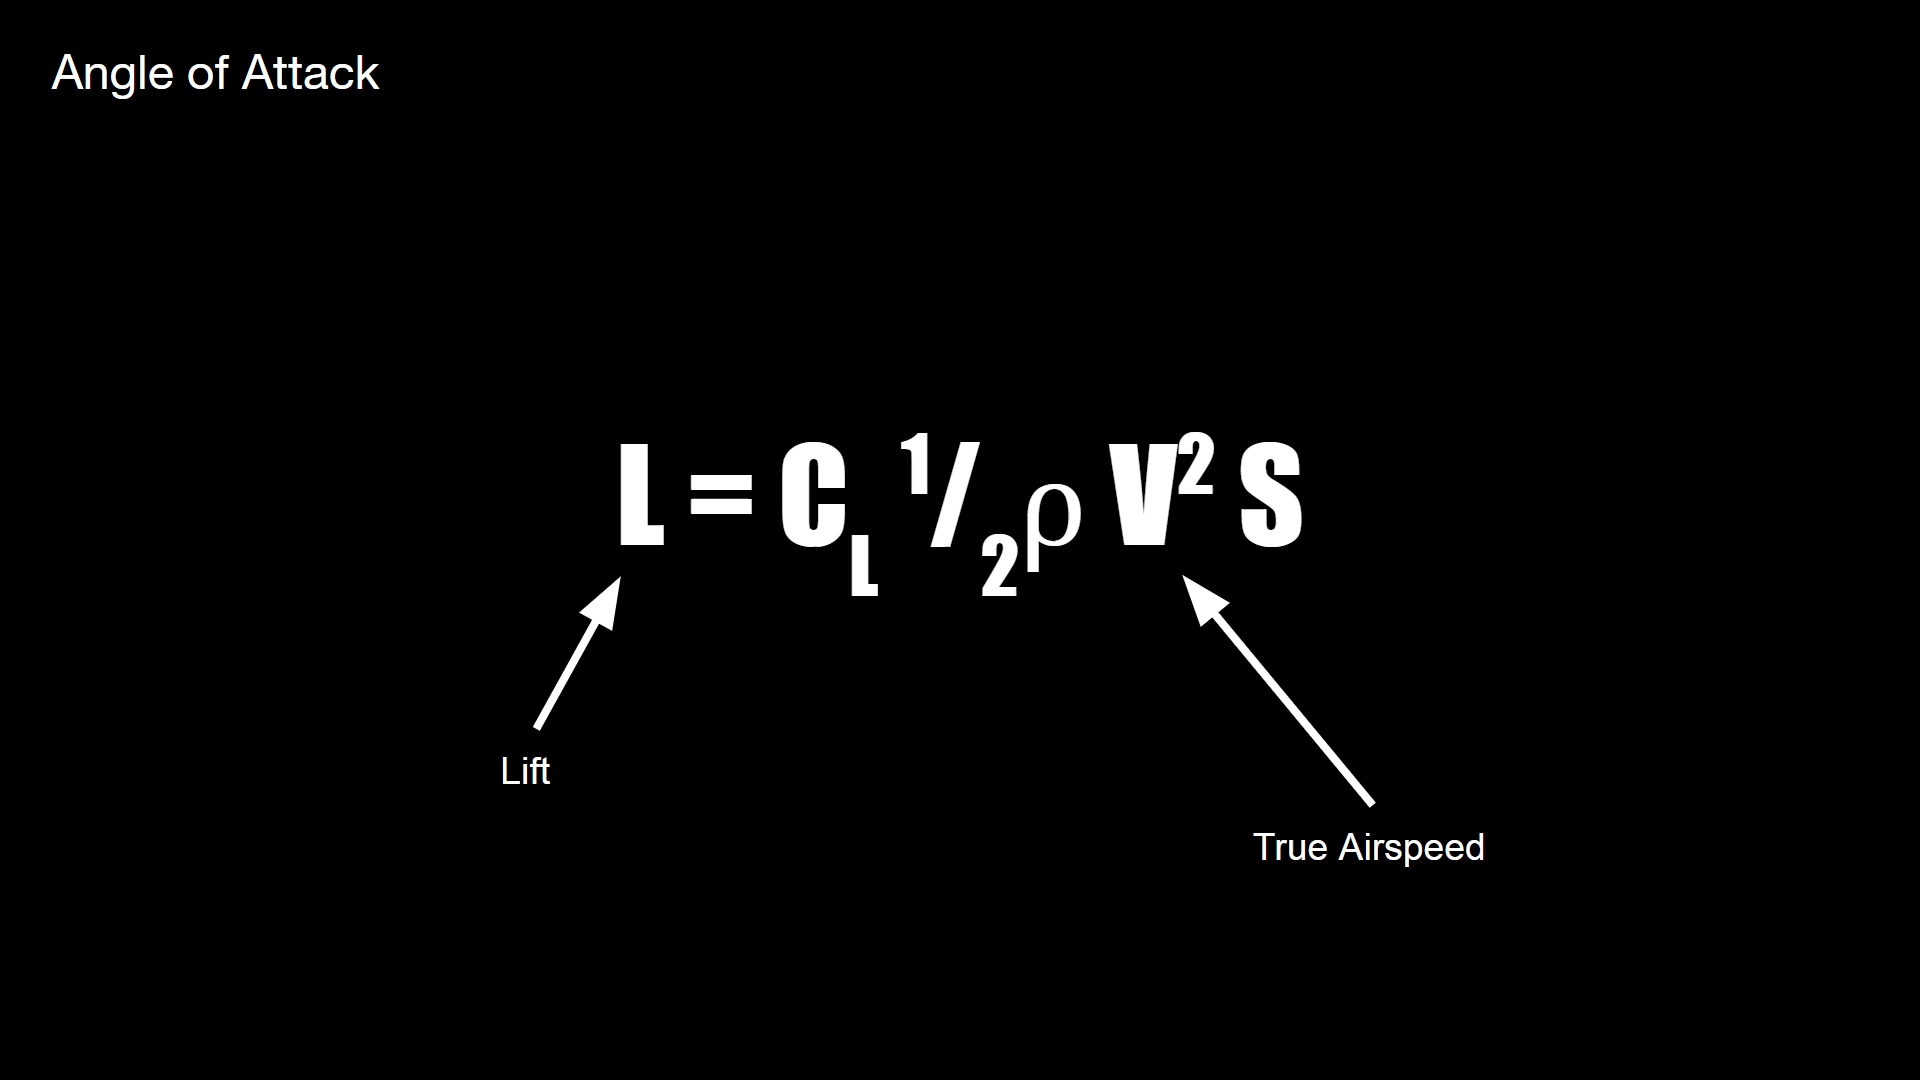 Angle of Attack
L = C_L ¹/₂ρ V² S
Lift
True Airspeed